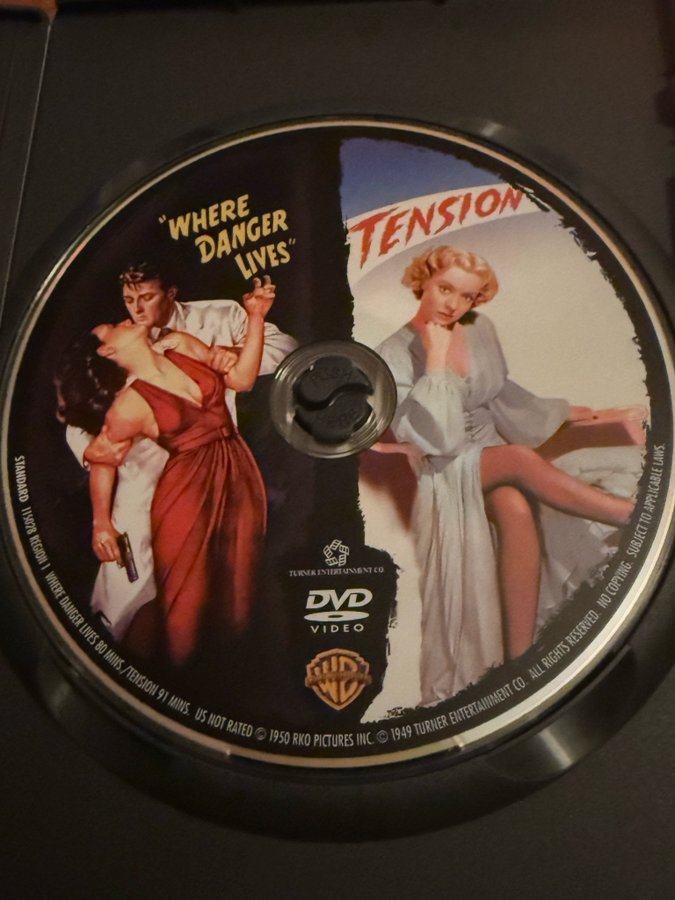 "WHERE
DANGER
LIVES"
TENSION
TURNER ENTERTAINMENT CO.
DVD
VIDEO
WB
STANDARD 115028 REGION 1 WHERE DANGER LIVES 80 MINS./TENSION 91 MINS. US NOT RATED © 1950 RKO PICTURES INC. © 1949 TURNER ENTERTAINMENT CO. ALL RIGHTS RESERVED. NO COPYING. SUBJECT TO APPLICABLE LAWS.